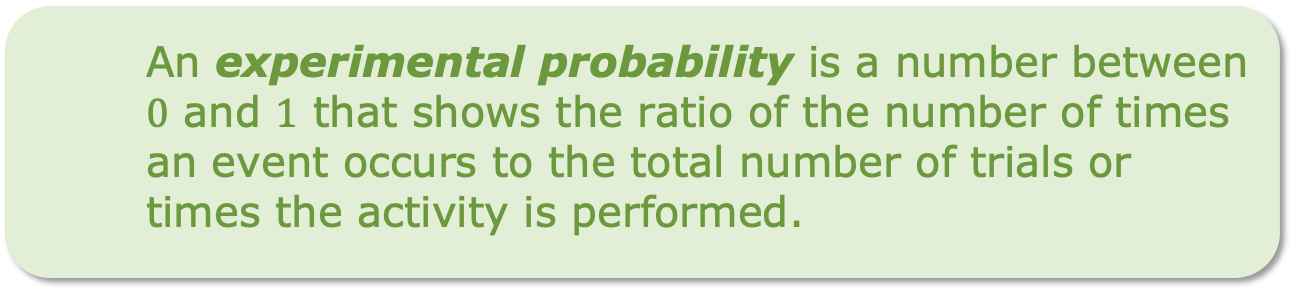 An experimental probability is a number between
0 and 1 that shows the ratio of the number of times
an event occurs to the total number of trials or
times the activity is performed.